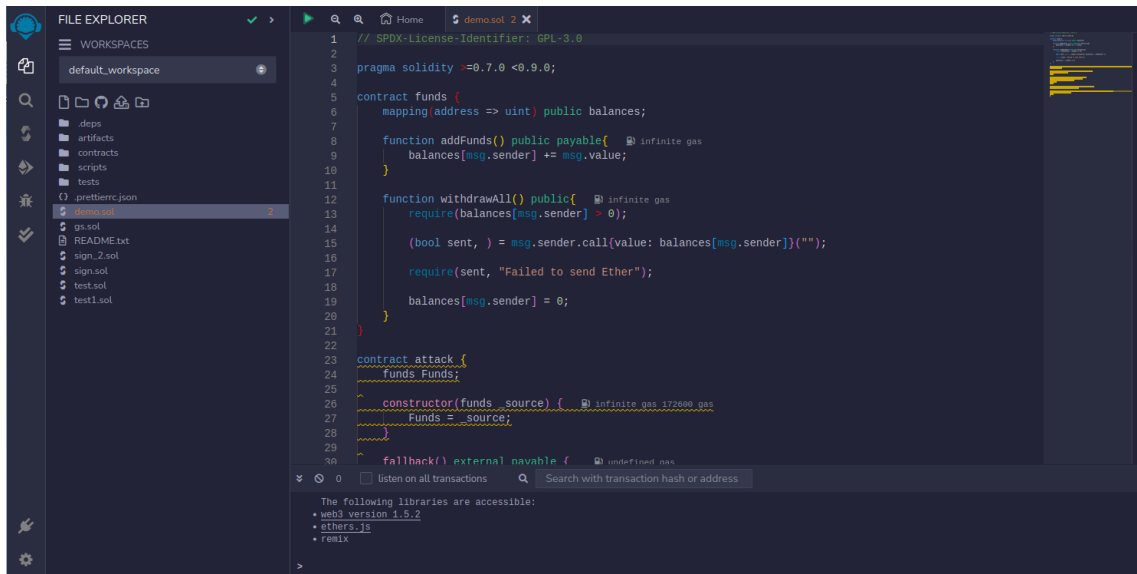 FILE EXPLORER
WORKSPACES
default_workspace
.deps
artifacts
contracts
scripts
tests
.prettierrc.json
demo.sol 2
gs.sol
README.txt
sign_2.sol
sign.sol
test.sol
test1.sol
Home demo.sol 2
1 // SPDX-License-Identifier: GPL-3.0
2
3 pragma solidity >=0.7.0 <0.9.0;
4
5 contract funds {
6 mapping(address => uint) public balances;
7
8 function addFunds() public payable{ infinite gas
9 balances[msg.sender] += msg.value;
10 }
11
12 function withdrawAll() public{ infinite gas
13 require(balances[msg.sender] > 0);
14
15 (bool sent, ) = msg.sender.call{value: balances[msg.sender]}("");
16
17 require(sent, "Failed to send Ether");
18
19 balances[msg.sender] = 0;
20 }
21 }
22
23 contract attack {
24 funds Funds;
25
26 constructor(funds _source) { infinite gas 172600 gas
27 Funds = _source;
28 }
29
30 fallback() external payable { undefined gas
0 listen on all transactions Search with transaction hash or address
The following libraries are accessible:
• web3 version 1.5.2
• ethers.js
• remix
>